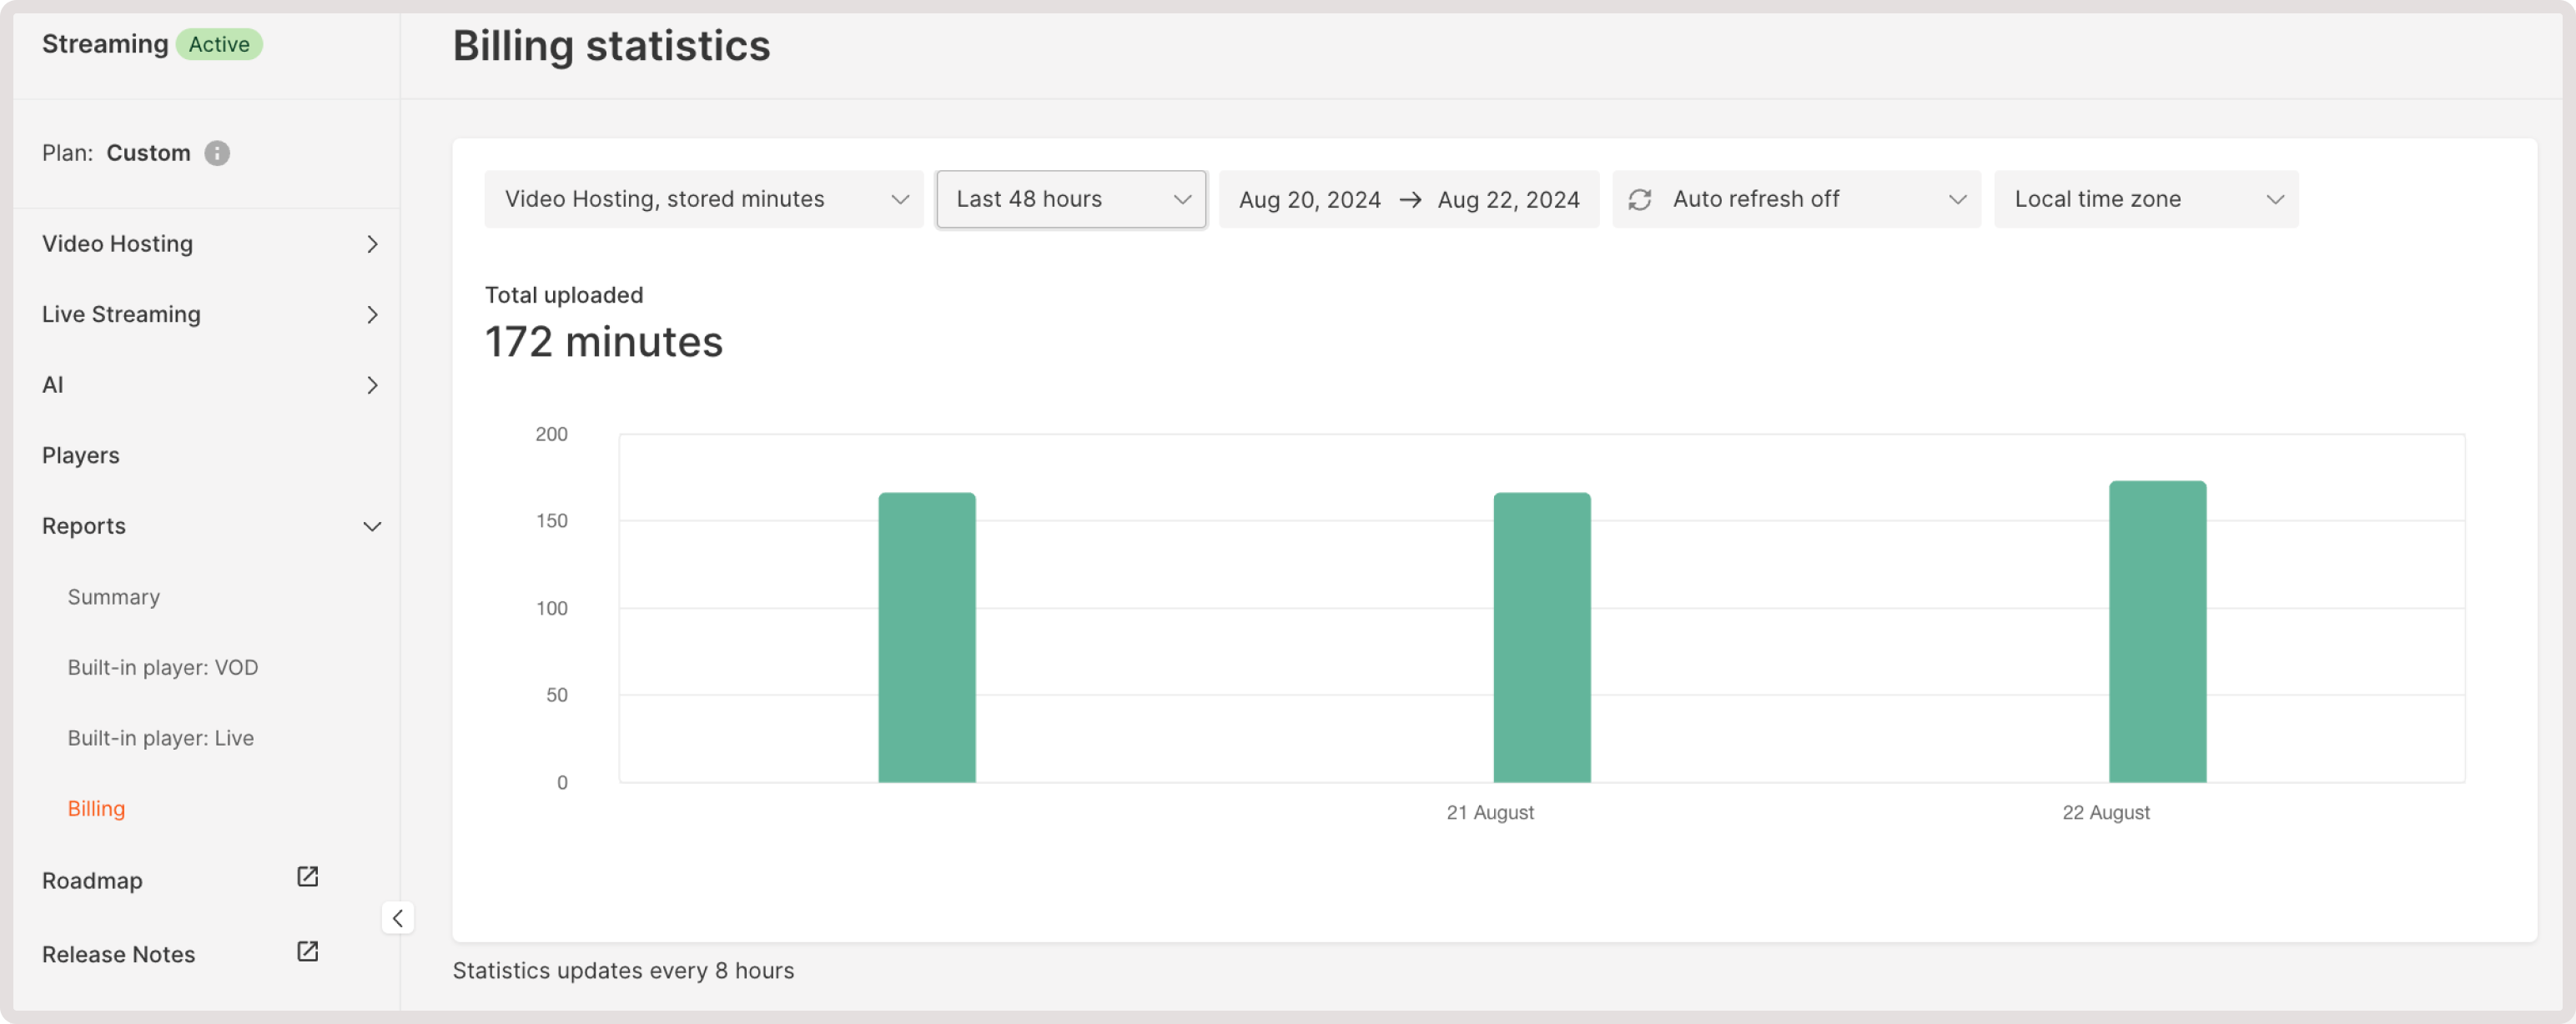 Streaming Active
Plan: Custom
Video Hosting
Live Streaming
AI
Players
Reports
Summary
Built-in player: VOD
Built-in player: Live
Billing
Roadmap
Release Notes
Billing statistics
Video Hosting, stored minutes
Last 48 hours
Aug 20, 2024 → Aug 22, 2024
Auto refresh off
Local time zone
Total uploaded
172 minutes
200
150
100
50
0
21 August
22 August
Statistics updates every 8 hours